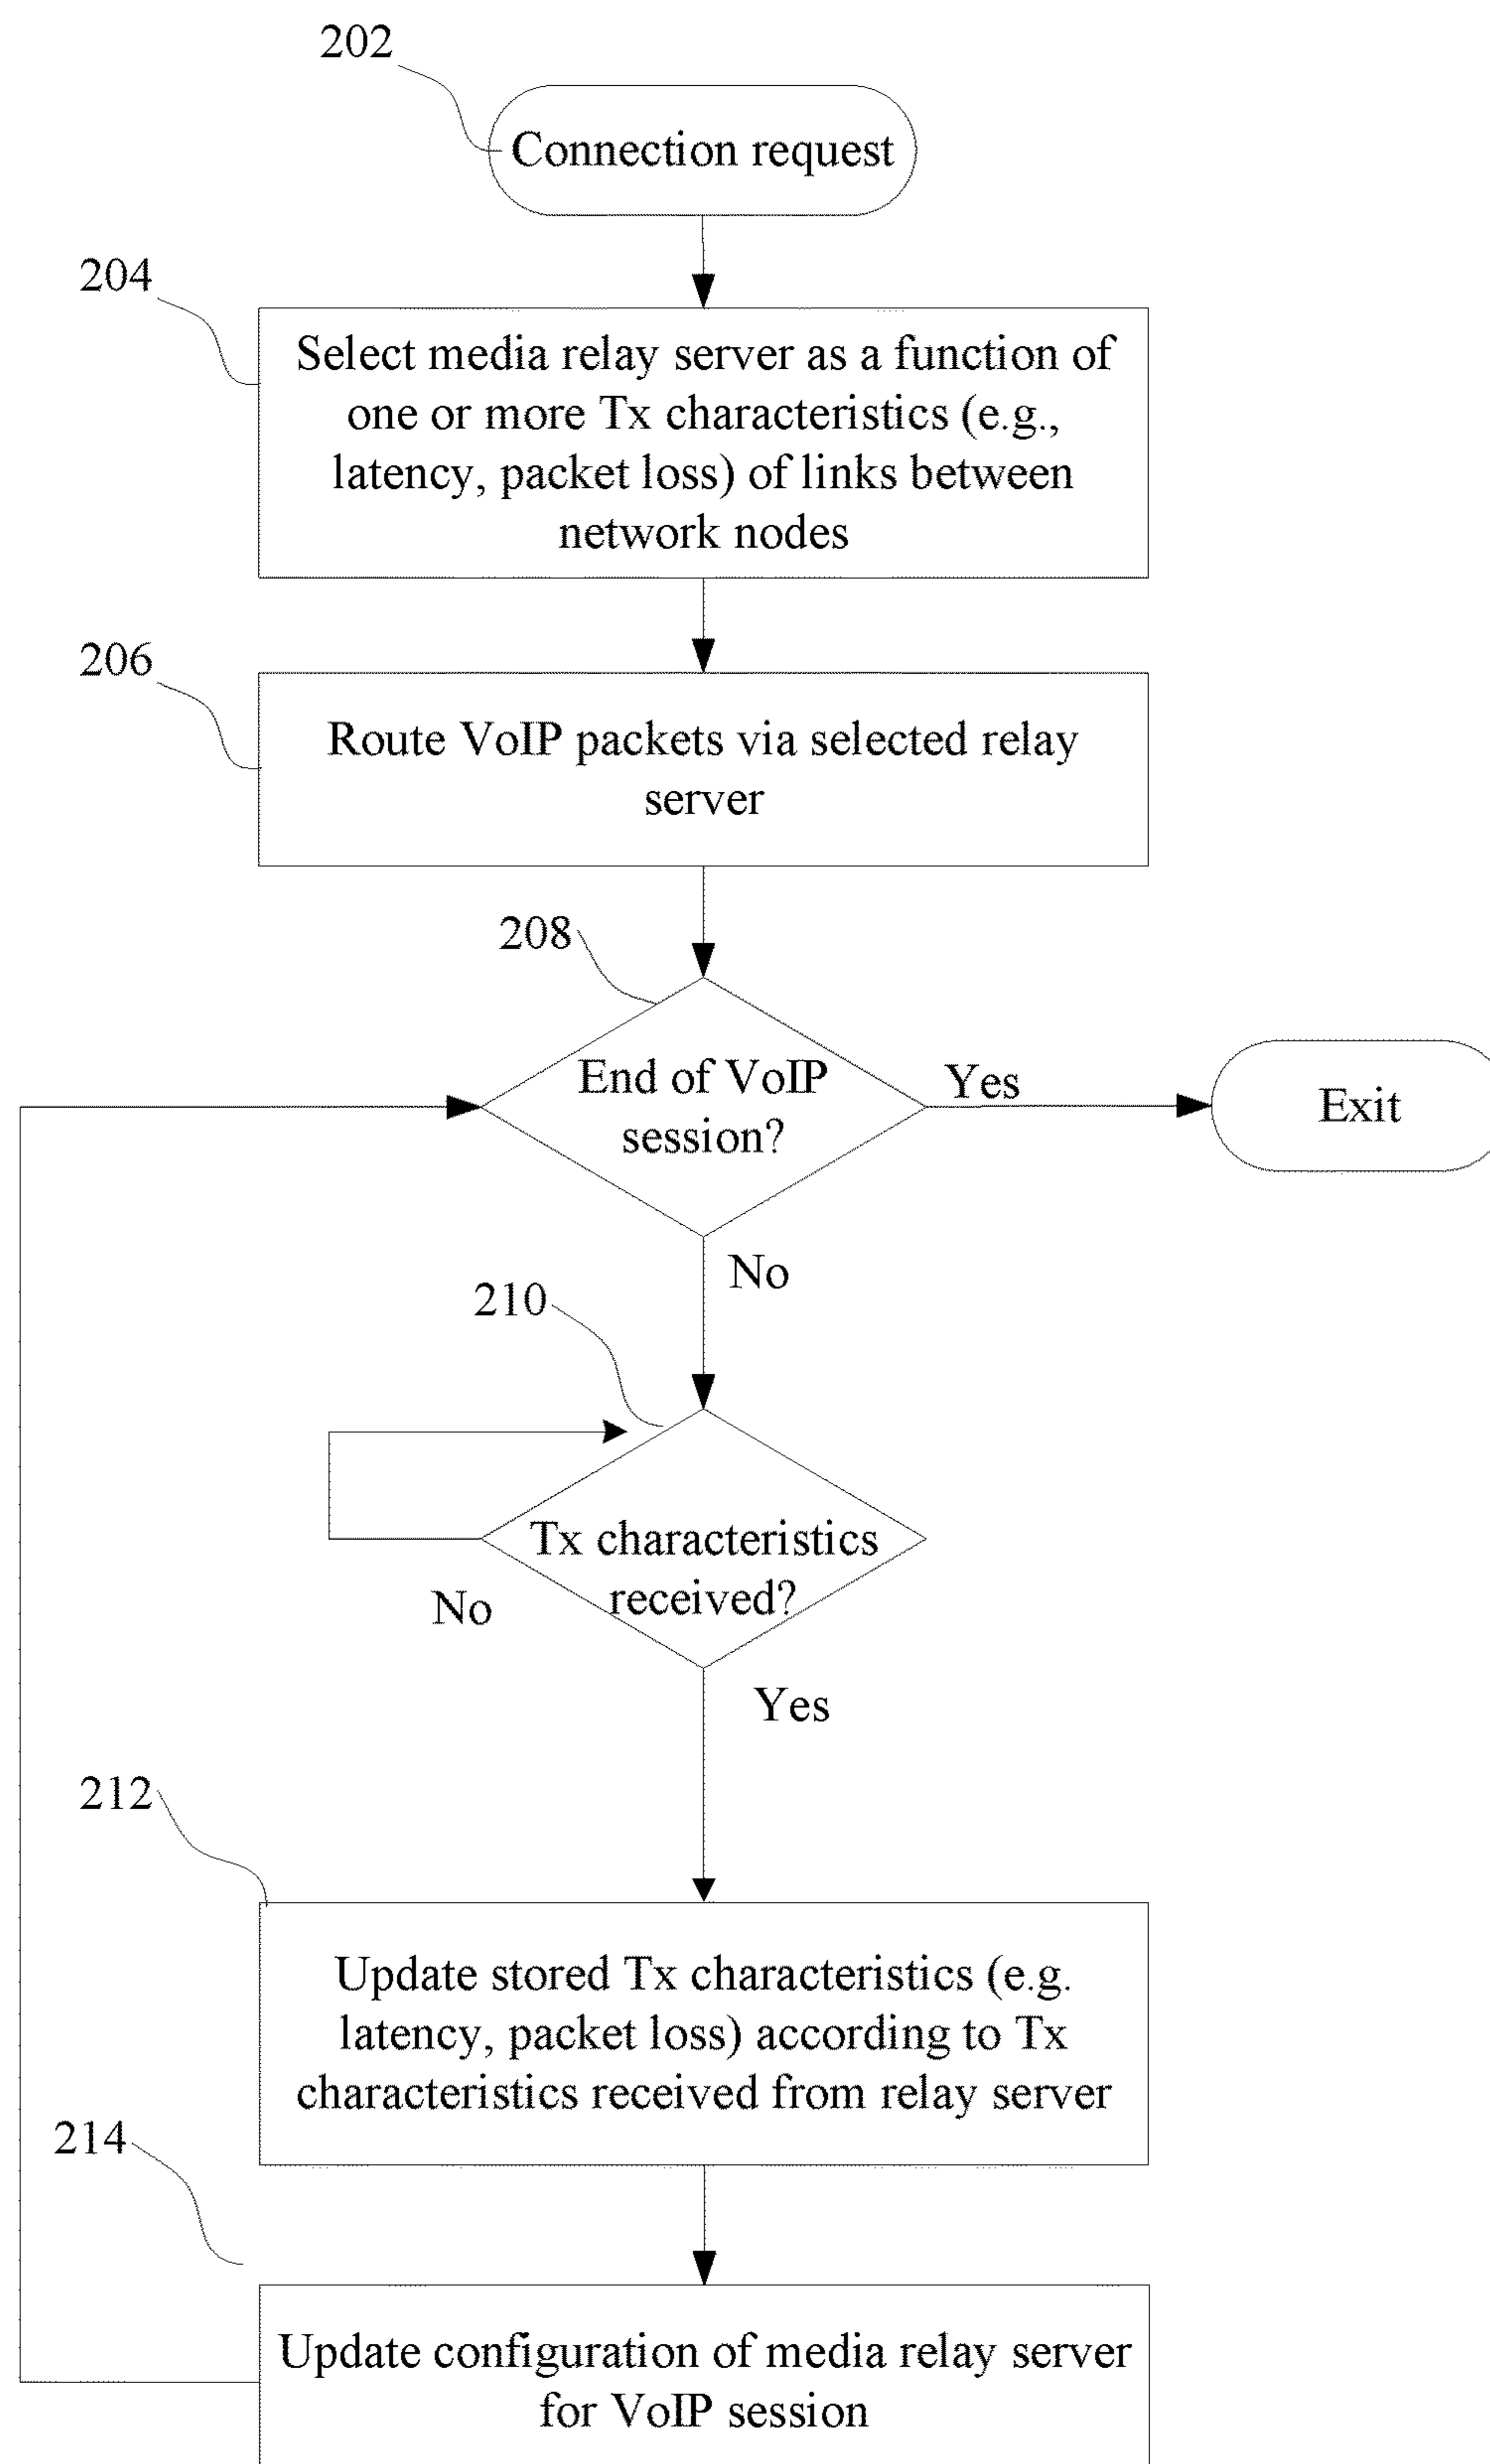 202
Connection request
204
Select media relay server as a function of
one or more Tx characteristics (e.g.,
latency, packet loss) of links between
network nodes
206
Route VoIP packets via selected relay
server
208
End of VoIP
session?
Yes
Exit
No
210
Tx characteristics
received?
No
Yes
212
Update stored Tx characteristics (e.g.
latency, packet loss) according to Tx
characteristics received from relay server
214
Update configuration of media relay server
for VoIP session